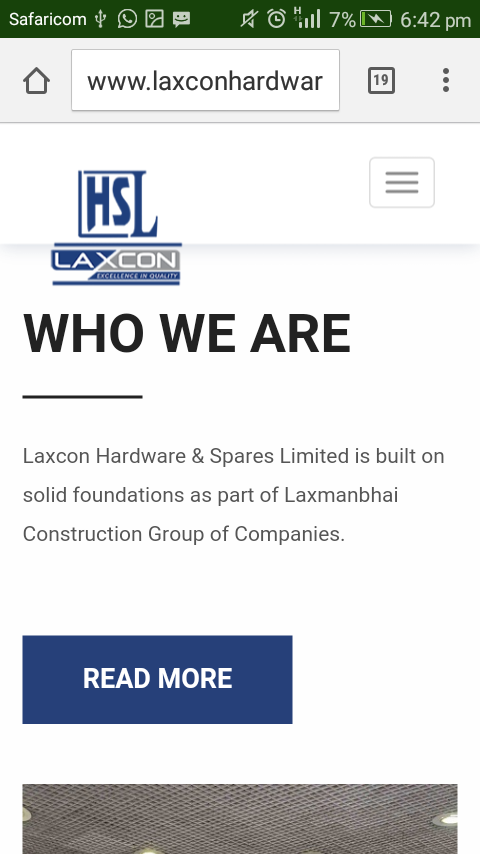 Safaricom 7% 6:42 pm
www.laxconhardwar 19
HSL
LAXCON
EXCELLENCE IN QUALITY
WHO WE ARE
Laxcon Hardware & Spares Limited is built on
solid foundations as part of Laxmanbhai
Construction Group of Companies.
READ MORE